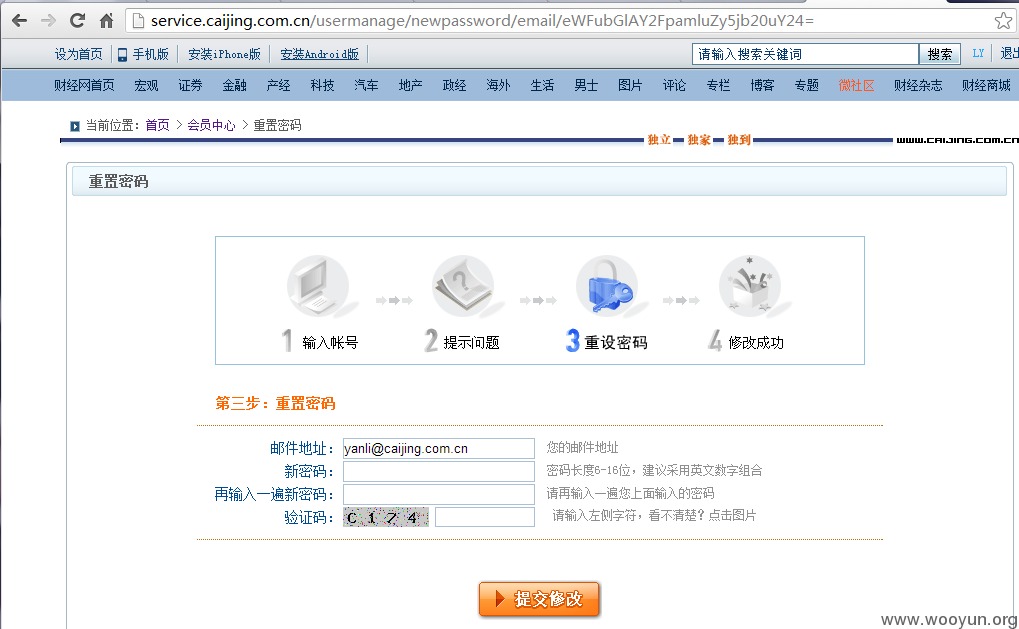 service.caijing.com.cn/usermanage/newpassword/email/eWFubGlAY2FpamluZy5jb20uY24=
设为首页 手机版 安装iPhone版 安装Android版 请输入搜索关键词 搜索 LY 退出
财经网首页 宏观 证券 金融 产经 科技 汽车 地产 政经 海外 生活 男士 图片 评论 专栏 博客 专题 微社区 财经杂志 财经商城
当前位置: 首页 > 会员中心 > 重置密码
独立 独家 独到 www.CAIJING.com.cn
重置密码
1 输入帐号 2 提示问题 3 重设密码 4 修改成功
第三步：重置密码
邮件地址： yanli@caijing.com.cn 您的邮件地址
新密码： 密码长度6-16位，建议采用英文数字组合
再输入一遍新密码： 请再输入一遍您上面输入的密码
验证码： C 1 7 4 请输入左侧字符，看不清楚？点击图片
提交修改
www.wooyun.org